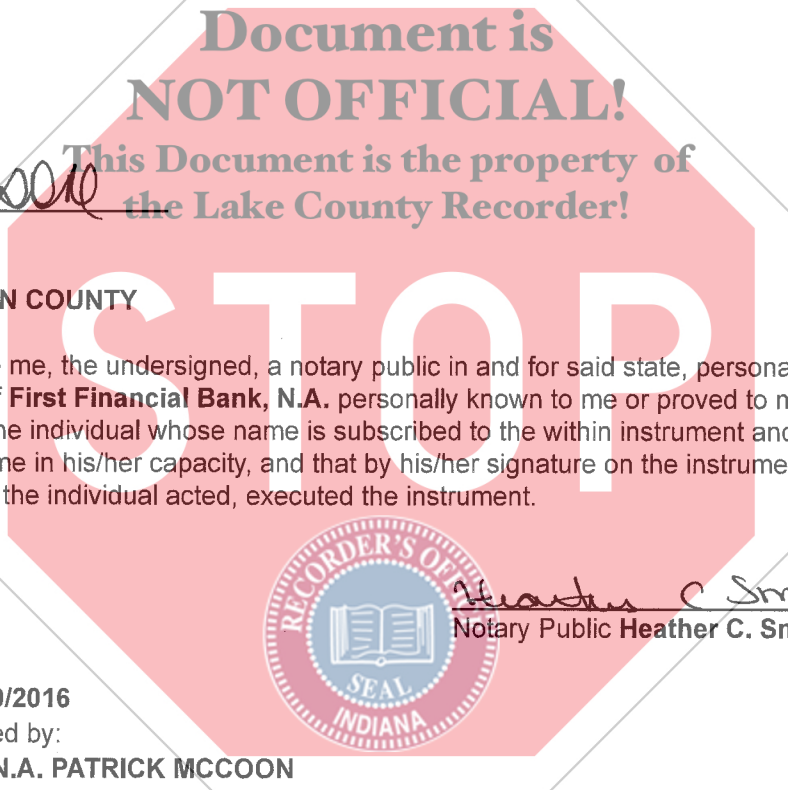 Document is
NOT OFFICIAL!
This Document is the property of
the Lake County Recorder!
STOP
N COUNTY
me, the undersigned, a notary public in and for said state, persona
First Financial Bank, N.A. personally known to me or proved to m
he individual whose name is subscribed to the within instrument and
me in his/her capacity, and that by his/her signature on the instrume
the individual acted, executed the instrument.
RECORDER'S OFFI
SEAL
INDIANA
Heather C Sm
Notary Public Heather C. Sm
0/2016
ed by:
N.A. PATRICK MCCOON